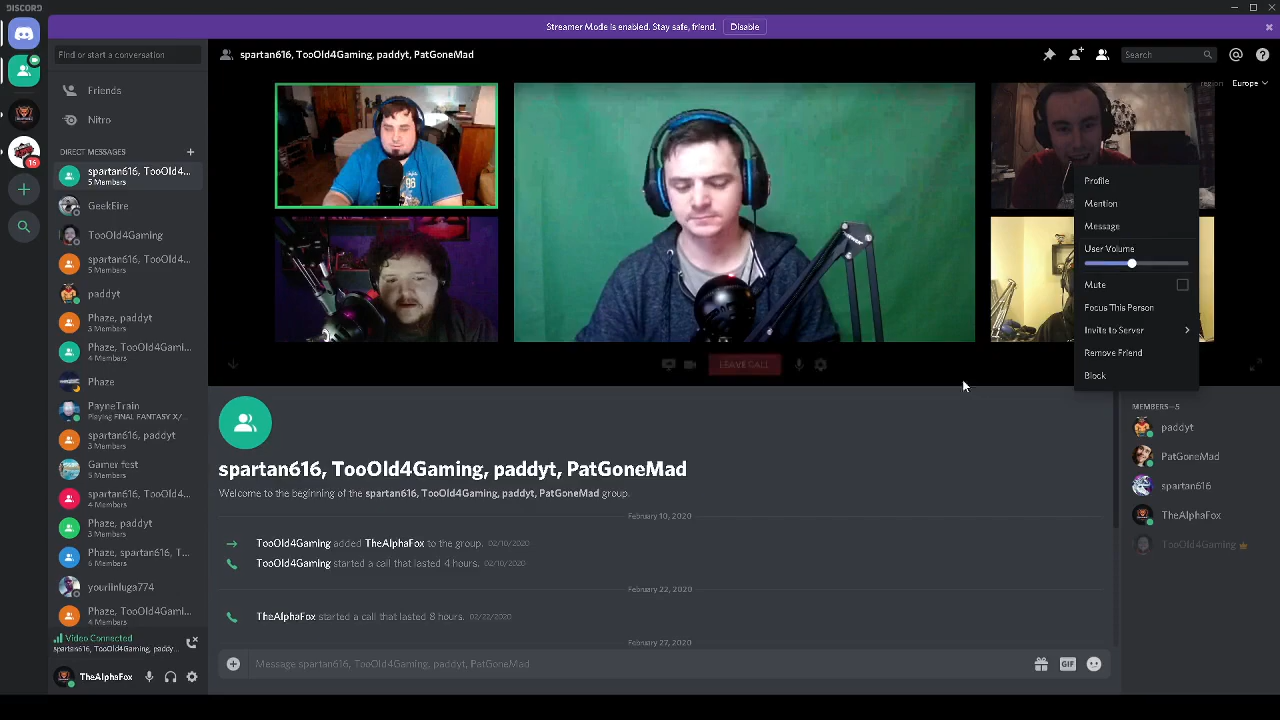 DISCORD
Streamer Mode is enabled. Stay safe, friend.
Disable
Find or start a conversation
Friends
Nitro
DIRECT MESSAGES
spartan616, TooOld4...
5 Members
GeekFire
TooOld4Gaming
spartan616, TooOld4...
5 Members
paddyt
Phaze, paddyt
3 Members
Phaze, TooOld4Gami...
4 Members
Phaze
PayneTrain
Playing FINAL FANTASY X/...
spartan616, paddyt
3 Members
Gamer fest
5 Members
spartan616, TooOld4...
4 Members
Phaze, paddyt
3 Members
Phaze, spartan616, T...
6 Members
yourlinluga774
Phaze, TooOld4Gami...
4 Members
Video Connected
spartan616, TooOld4Gaming, paddy...
TheAlphaFox
16
spartan616, TooOld4Gaming, paddyt, PatGoneMad
Search
region
Europe
Profile
Mention
Message
User Volume
Mute
Focus This Person
Invite to Server
Remove Friend
Block
LEAVE CALL
spartan616, TooOld4Gaming, paddyt, PatGoneMad
Welcome to the beginning of the spartan616, TooOld4Gaming, paddyt, PatGoneMad group.
February 10, 2020
TooOld4Gaming added TheAlphaFox to the group. 02/10/2020
TooOld4Gaming started a call that lasted 4 hours. 02/10/2020
February 22, 2020
TheAlphaFox started a call that lasted 8 hours. 02/22/2020
February 27, 2020
Message spartan616, TooOld4Gaming, paddyt, PatGoneMad
GIF
MEMBERS—5
paddyt
PatGoneMad
spartan616
TheAlphaFox
TooOld4Gaming